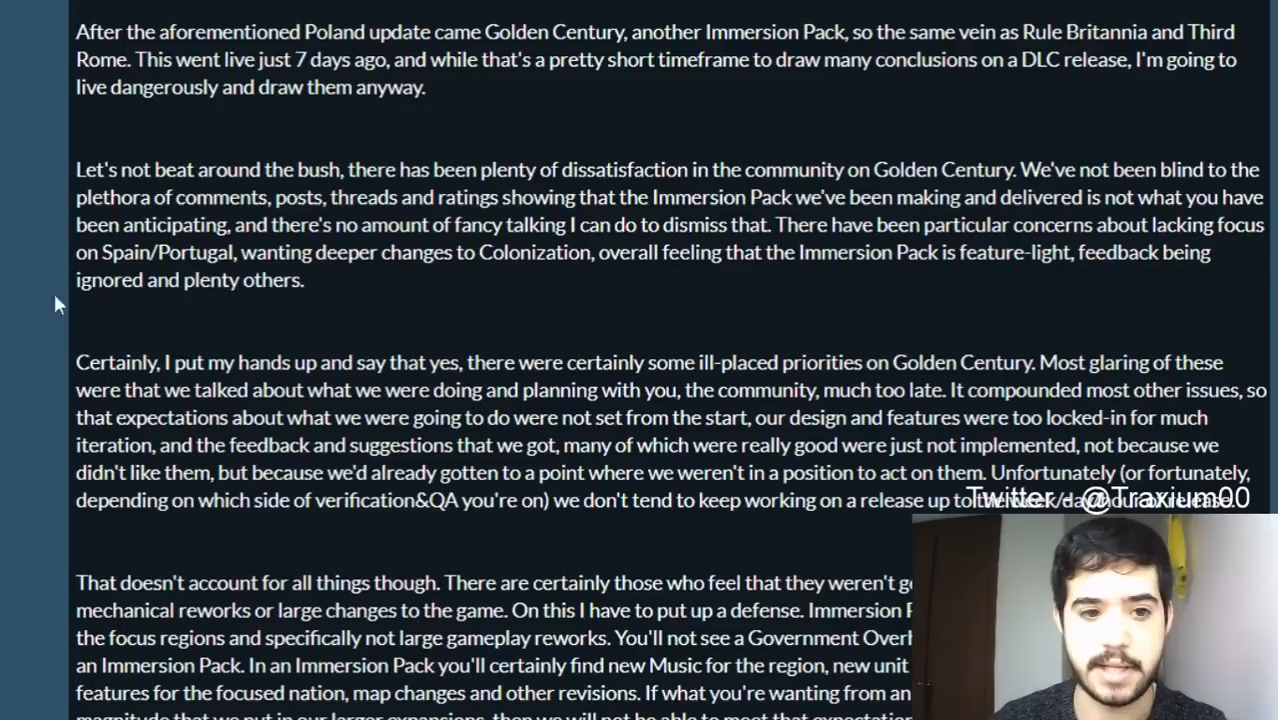 After the aforementioned Poland update came Golden Century, another Immersion Pack, so the same vein as Rule Britannia and Third
Rome. This went live just 7 days ago, and while that's a pretty short timeframe to draw many conclusions on a DLC release, I'm going to
live dangerously and draw them anyway.
Let's not beat around the bush, there has been plenty of dissatisfaction in the community on Golden Century. We've not been blind to the
plethora of comments, posts, threads and ratings showing that the Immersion Pack we've been making and delivered is not what you have
been anticipating, and there's no amount of fancy talking I can do to dismiss that. There have been particular concerns about lacking focus
on Spain/Portugal, wanting deeper changes to Colonization, overall feeling that the Immersion Pack is feature-light, feedback being
ignored and plenty others.
Certainly, I put my hands up and say that yes, there were certainly some ill-placed priorities on Golden Century. Most glaring of these
were that we talked about what we were doing and planning with you, the community, much too late. It compounded most other issues, so
that expectations about what we were going to do were not set from the start, our design and features were too locked-in for much
iteration, and the feedback and suggestions that we got, many of which were really good were just not implemented, not because we
didn't like them, but because we'd already gotten to a point where we weren't in a position to act on them. Unfortunately (or fortunately,
depending on which side of verification&QA you're on) we don't tend to keep working on a release up to
Twitter - @Traxium00
That doesn't account for all things though. There are certainly those who feel that they weren't
mechanical reworks or large changes to the game. On this I have to put up a defense. Immersion
the focus regions and specifically not large gameplay reworks. You'll not see a Government
an Immersion Pack. In an Immersion Pack you'll certainly find new Music for the region, new unit
features for the focused nation, map changes and other revisions. If what you're wanting from an
magnitude that we put in our larger expansions, then we will not be able to meet that expectation